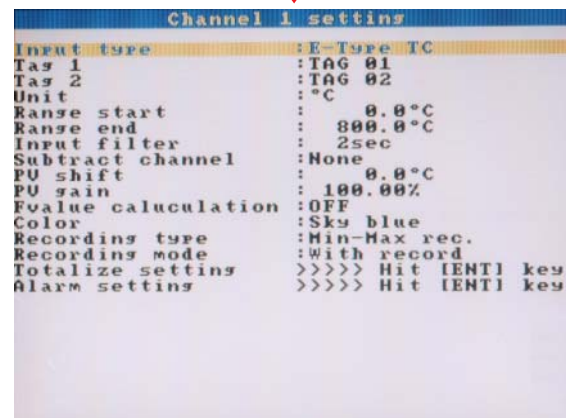 Channel 1 setting
Input type :E-Type TC
Tag 1 :TAG 01
Tag 2 :TAG 02
Unit :°C
Range start : 0.0°C
Range end : 800.0°C
Input filter : 2sec
Subtract channel :None
PV shift : 0.0°C
PV gain : 100.00%
Fvalue caluculation :OFF
Color :Sky blue
Recording type :Min-Max rec.
Recording mode :With record
Totalize setting >>>>> Hit [ENT] key
Alarm setting >>>>> Hit [ENT] key